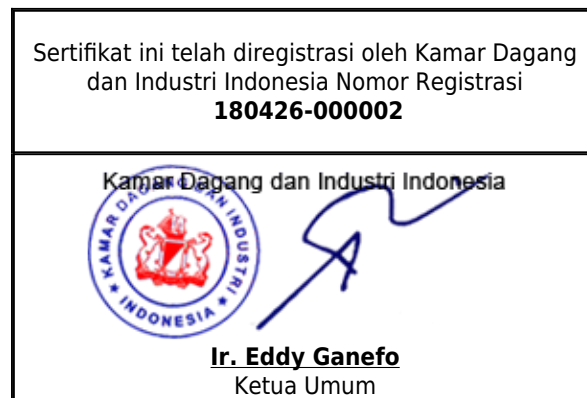 Sertifikat ini telah diregistrasi oleh Kamar Dagang
dan Industri Indonesia Nomor Registrasi
180426-000002
Kamar Dagang dan Industri Indonesia
KAMAR DAGANG DAN INDUSTRI
INDONESIA
Ir. Eddy Ganefo
Ketua Umum